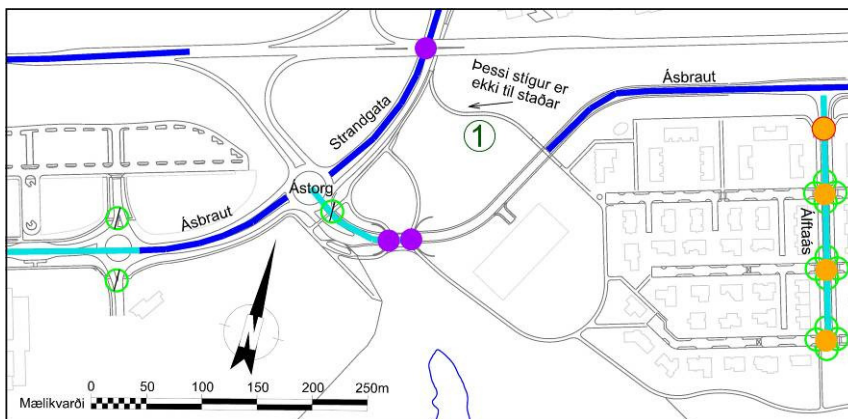 Þessi stígur er
ekki til staðar
Ásbraut
Strandgata
1
Ástorg
Ásbraut
Álftaás
Mælikvarði
0 50 100 150 200 250m